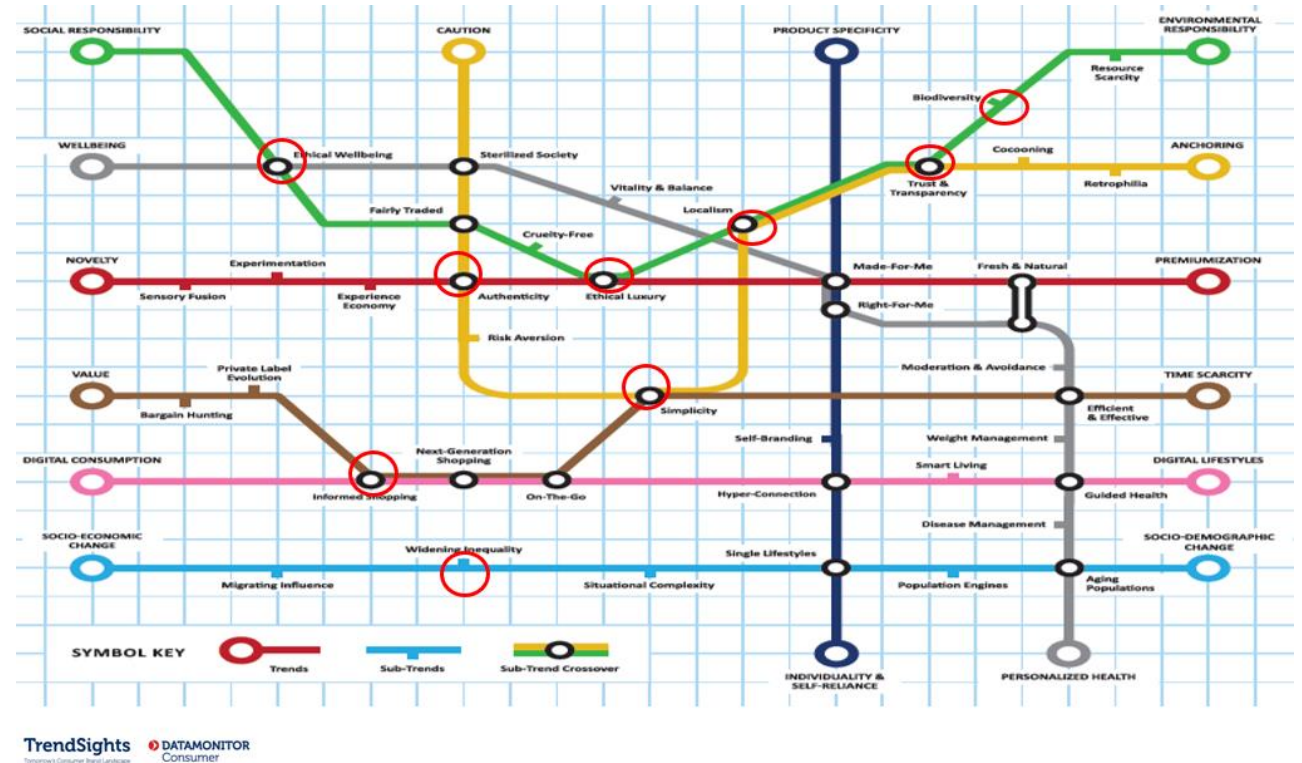 SOCIAL RESPONSIBILITY
CAUTION
PRODUCT SPECIFICITY
ENVIRONMENTAL
RESPONSIBILITY
Resource
Scarcity
Biodiversity
WELLBEING
Ethical Wellbeing
Sterilized Society
Cocooning
ANCHORING
Vitality & Balance
Trust &
Transparency
Retrophilia
Fairly Traded
Localism
Cruelty-Free
NOVELTY
Experimentation
Made-For-Me
Fresh & Natural
PREMIUMIZATION
Sensory Fusion
Experience
Economy
Authenticity
Ethical Luxury
Right-For-Me
Risk Aversion
VALUE
Private Label
Evolution
Moderation & Avoidance
TIME SCARCITY
Bargain Hunting
Simplicity
Efficient
& Effective
Self-Branding
Weight Management
DIGITAL CONSUMPTION
Next-Generation
Shopping
Smart Living
DIGITAL LIFESTYLES
Informed Shopping
On-The-Go
Hyper-Connection
Guided Health
Disease Management
SOCIO-ECONOMIC
CHANGE
Widening Inequality
Single Lifestyles
SOCIO-DEMOGRAPHIC
CHANGE
Migrating Influence
Situational Complexity
Population Engines
Aging
Populations
SYMBOL KEY
Trends
Sub-Trends
Sub-Trend Crossover
INDIVIDUALITY &
SELF-RELIANCE
PERSONALIZED HEALTH
TrendSights
Tomorrow's Consumer Brand Landscape
DATAMONITOR
Consumer